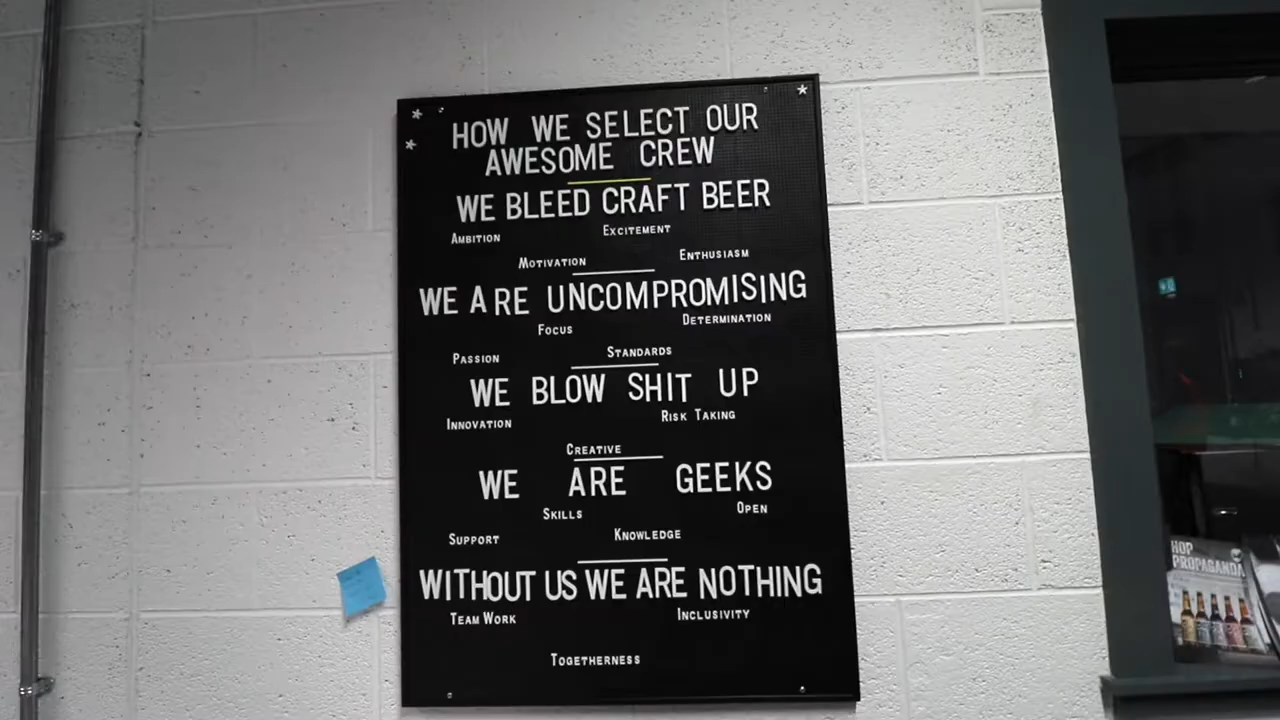 HOW WE SELECT OUR
AWESOME CREW
WE BLEED CRAFT BEER
AMBITION EXCITEMENT
MOTIVATION ENTHUSIASM
WE ARE UNCOMPROMISING
FOCUS DETERMINATION
PASSION STANDARDS
WE BLOW SHIT UP
INNOVATION RISK TAKING
CREATIVE
WE ARE GEEKS
SKILLS OPEN
SUPPORT KNOWLEDGE
WITHOUT US WE ARE NOTHING
TEAM WORK INCLUSIVITY
TOGETHERNESS
HOP
PROPAGANDA